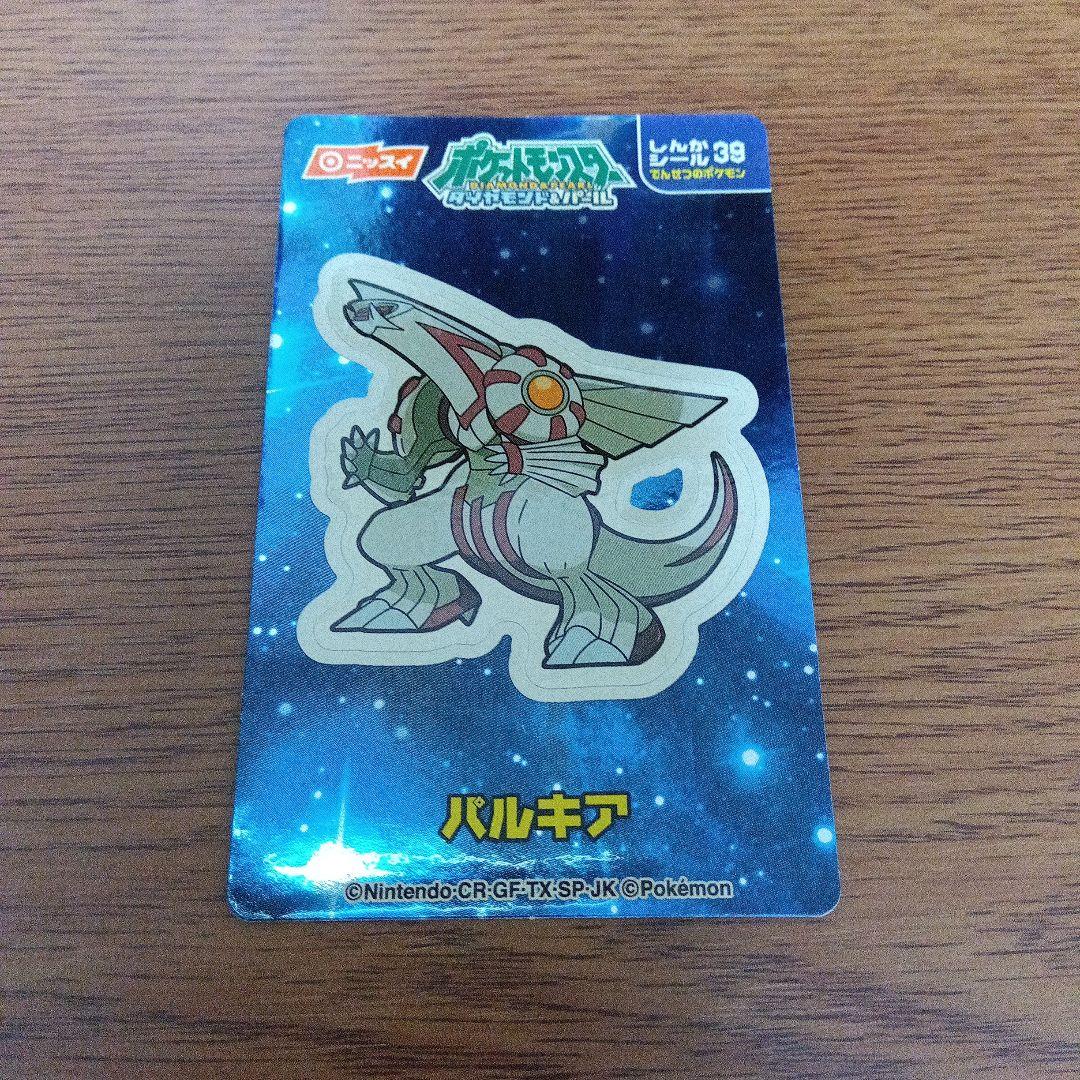 ニッスイ
ポケットモンスター
DIAMOND&PEARL
ダイヤモンド&パール
しんか
シール 39
でんせつのポケモン
パルキア
©Nintendo・CR・GF・TX・SP・JK ©Pokémon